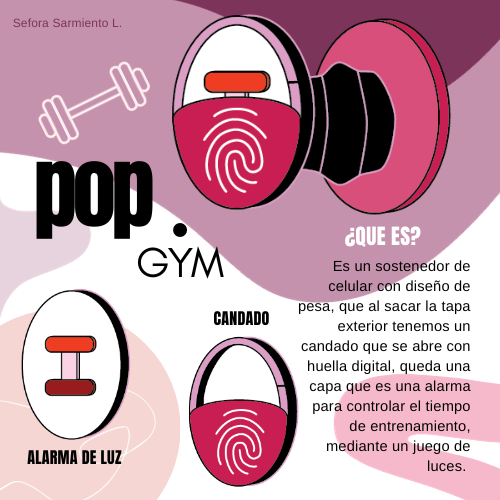 Sefora Sarmiento L.
pop.
GYM
¿QUE ES?
Es un sostenedor de
celular con diseño de
pesa, que al sacar la tapa
exterior tenemos un
candado que se abre con
huella digital, queda una
capa que es una alarma
para controlar el tiempo
de entrenamiento,
mediante un juego de
luces.
CANDADO
ALARMA DE LUZ